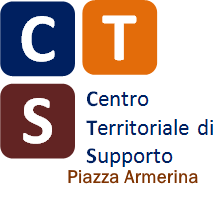 C T
S
Centro
Territoriale di
Supporto
Piazza Armerina